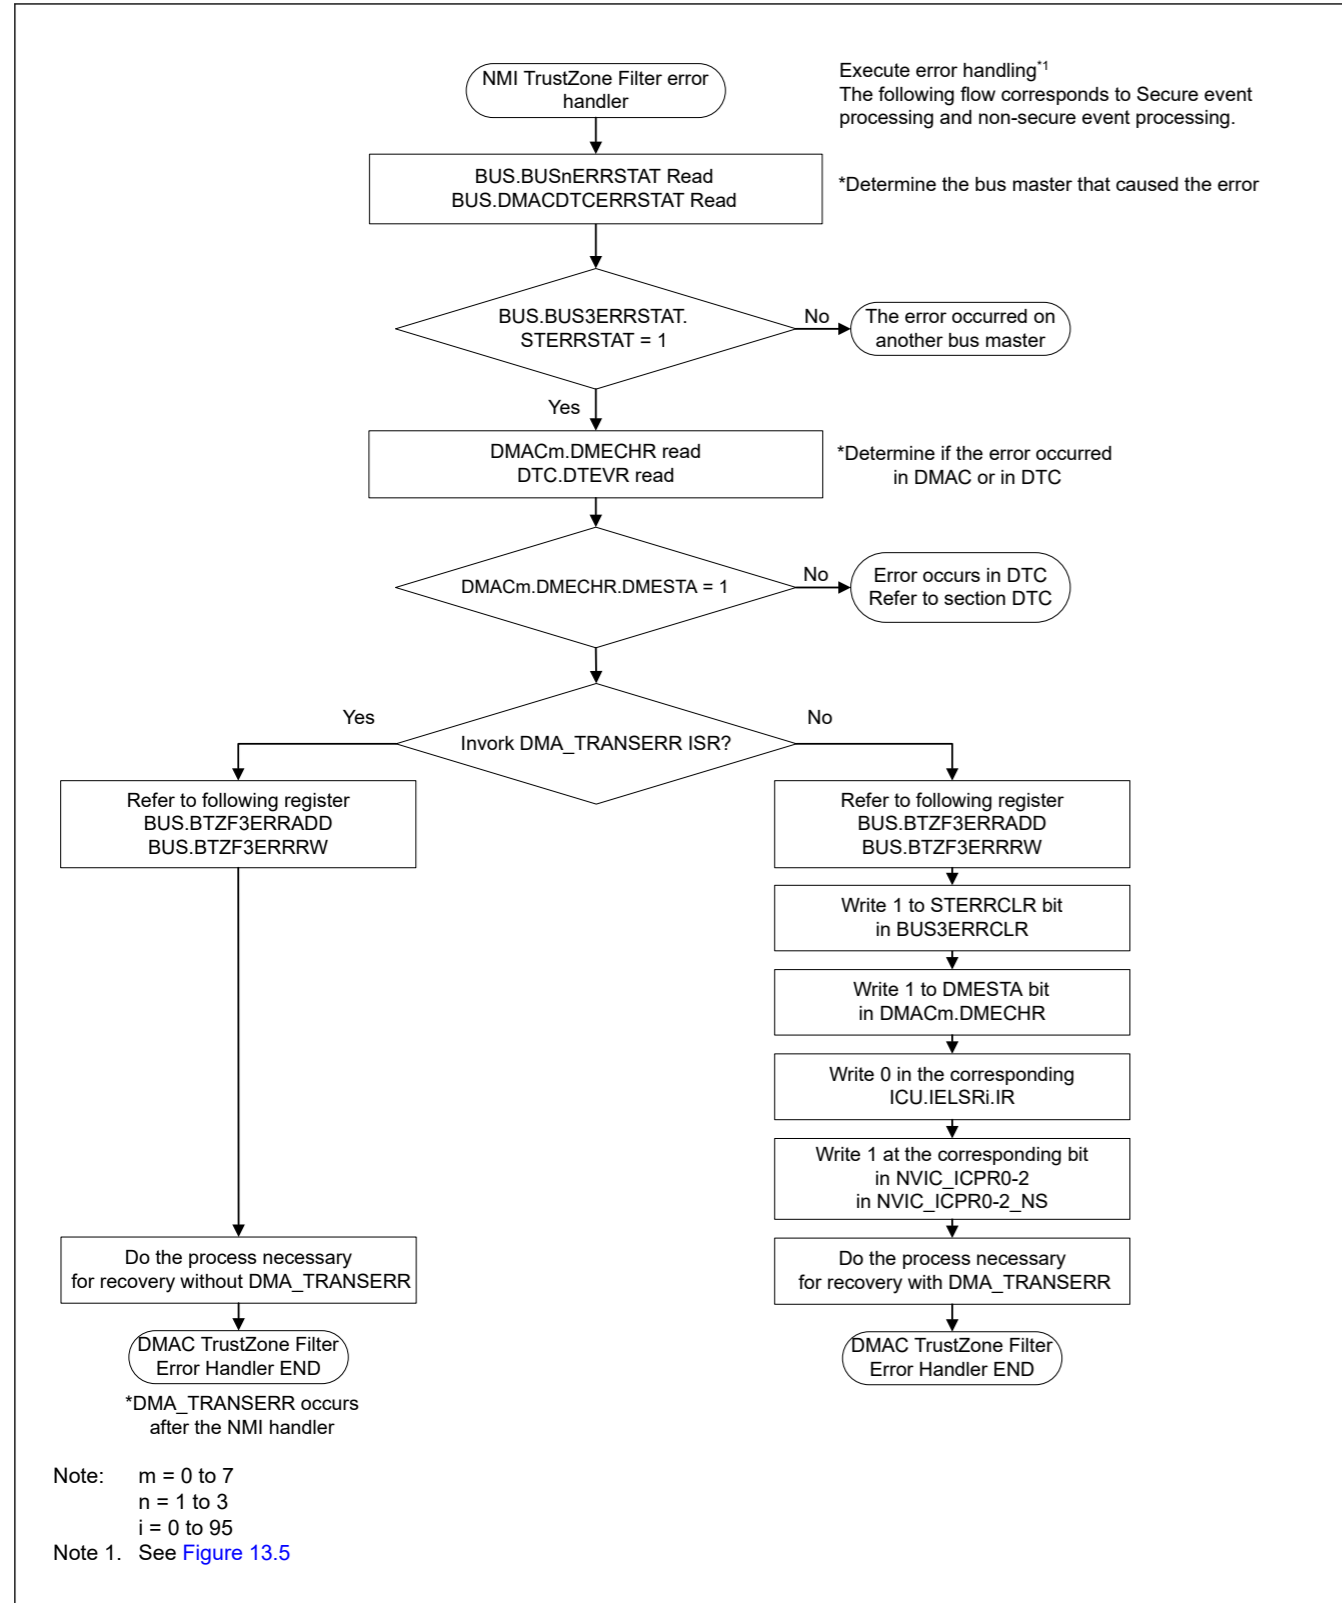 NMI TrustZone Filter error
handler
Execute error handling*1
The following flow corresponds to Secure event
processing and non-secure event processing.
BUS.BUSnERRSTAT Read
BUS.DMACDTCERRSTAT Read
*Determine the bus master that caused the error
BUS.BUS3ERRSTAT.
STERRSTAT = 1
No
The error occurred on
another bus master
Yes
DMACm.DMECHR read
DTC.DTEVR read
*Determine if the error occurred
in DMAC or in DTC
DMACm.DMECHR.DMESTA = 1
No
Error occurs in DTC
Refer to section DTC
Yes
Invork DMA_TRANSERR ISR?
No
Refer to following register
BUS.BTZF3ERRADD
BUS.BTZF3ERRRW
Refer to following register
BUS.BTZF3ERRADD
BUS.BTZF3ERRRW
Write 1 to STERRCLR bit
in BUS3ERRCLR
Write 1 to DMESTA bit
in DMACm.DMECHR
Write 0 in the corresponding
ICU.IELSRi.IR
Write 1 at the corresponding bit
in NVIC_ICPR0-2
in NVIC_ICPR0-2_NS
Do the process necessary
for recovery without DMA_TRANSERR
Do the process necessary
for recovery with DMA_TRANSERR
DMAC TrustZone Filter
Error Handler END
DMAC TrustZone Filter
Error Handler END
*DMA_TRANSERR occurs
after the NMI handler
Note: m = 0 to 7
n = 1 to 3
i = 0 to 95
Note 1. See Figure 13.5